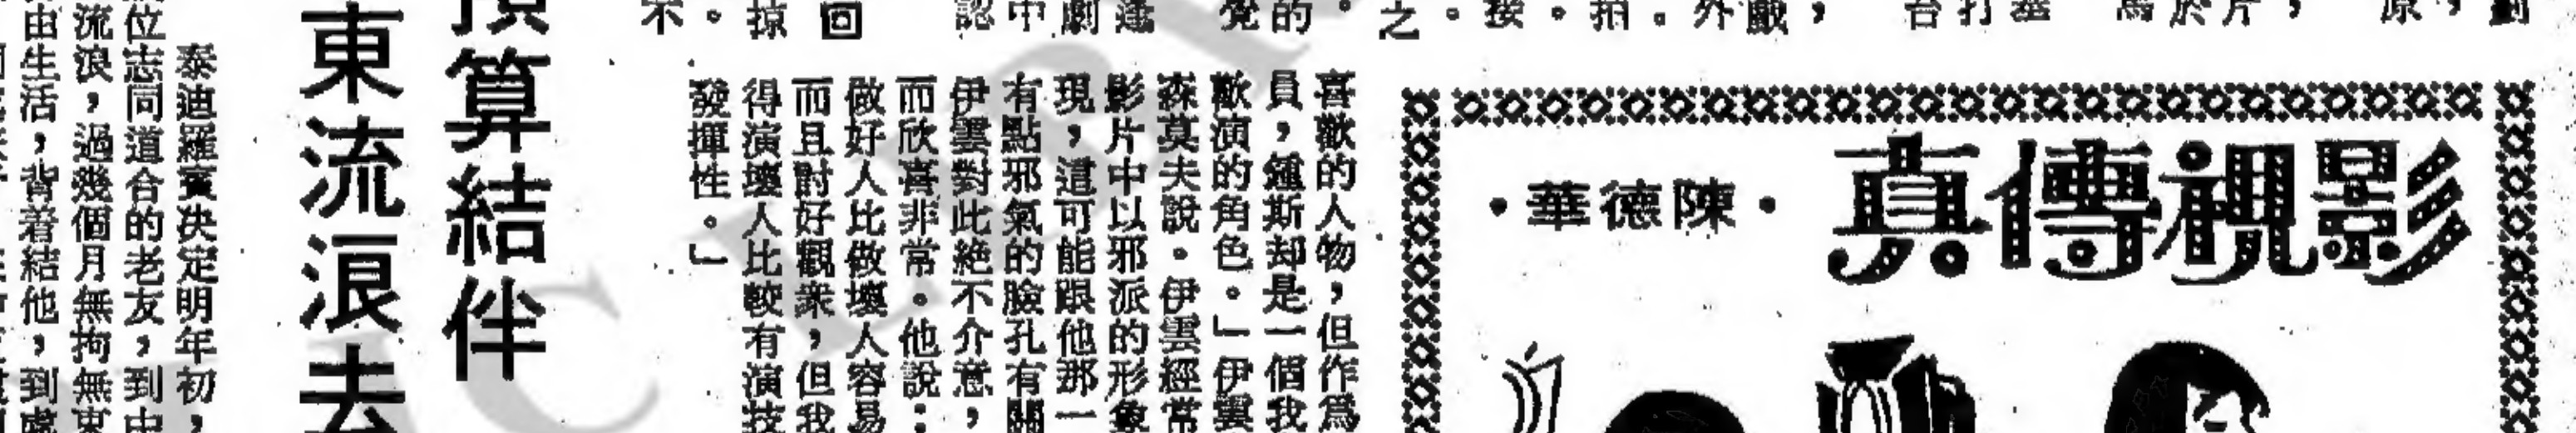 影視傳真
·陳德華·
喜歡的人物，但作爲
員，鍾斯却是一個我
歡演的角色。」伊雲
森莫夫說。伊雲經常
影片中以邪派的形象
現，這可能跟他那一
有點邪氣的臉孔有關
伊雲對此絕不介意，
而欣喜非常。他說：
做好人比做壞人容易
而且討好觀衆，但我
得演壞人比較有演技
發揮性。」
預算結伴
東流浪去
泰迪羅賓决定明年初，
位志同道合的老友，到中
流浪，過幾個月無拘無束
由生活，背着結他，到處